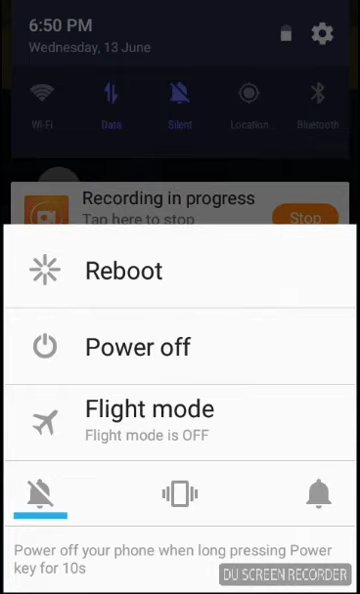 6:50 PM
Wednesday, 13 June
Wi-Fi
Data
Silent
Location
Bluetooth
Recording in progress
Tap here to stop
Stop
Reboot
Power off
Flight mode
Flight mode is OFF
Power off your phone when long pressing Power
key for 10s
DU SCREEN RECORDER